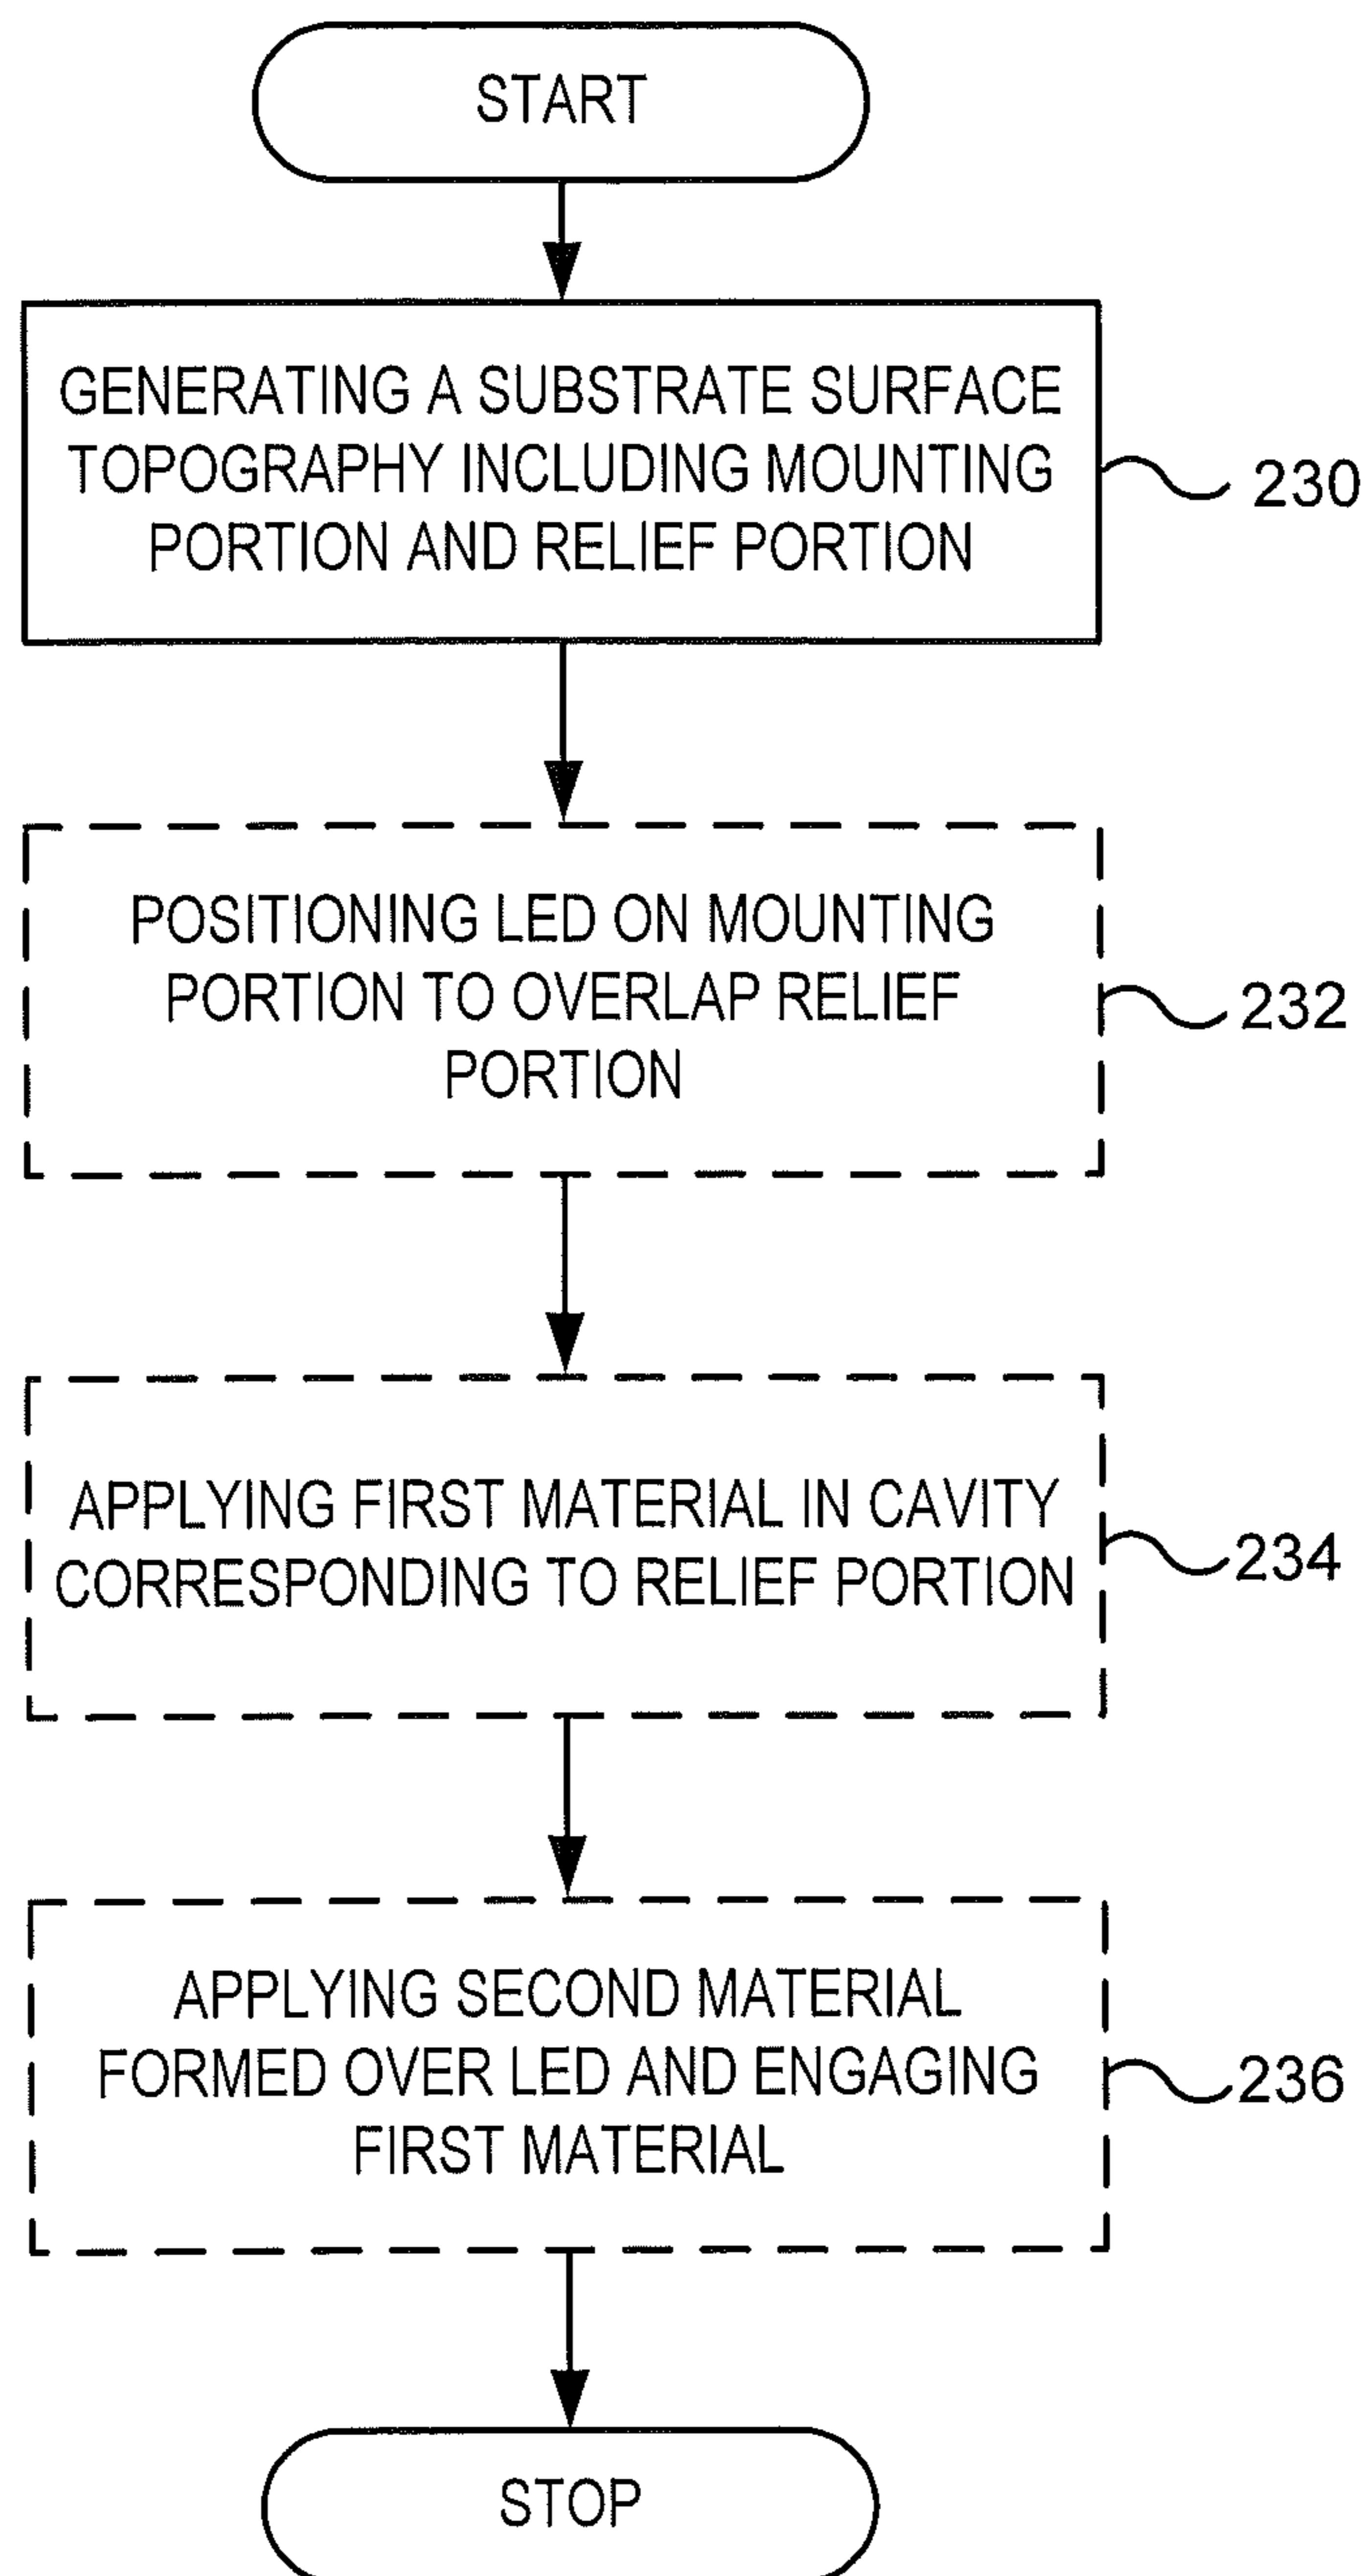 START
GENERATING A SUBSTRATE SURFACE
TOPOGRAPHY INCLUDING MOUNTING
PORTION AND RELIEF PORTION
230
POSITIONING LED ON MOUNTING
PORTION TO OVERLAP RELIEF
PORTION
232
APPLYING FIRST MATERIAL IN CAVITY
CORRESPONDING TO RELIEF PORTION
234
APPLYING SECOND MATERIAL
FORMED OVER LED AND ENGAGING
FIRST MATERIAL
236
STOP